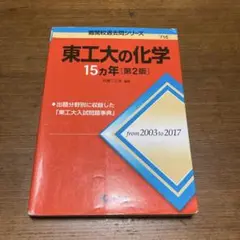 難関校過去問シリーズ
716
東工大の化学
15カ年[第2版]
出題分野別に収録した
「東工大入試問題事典」
from 2003 to 2017